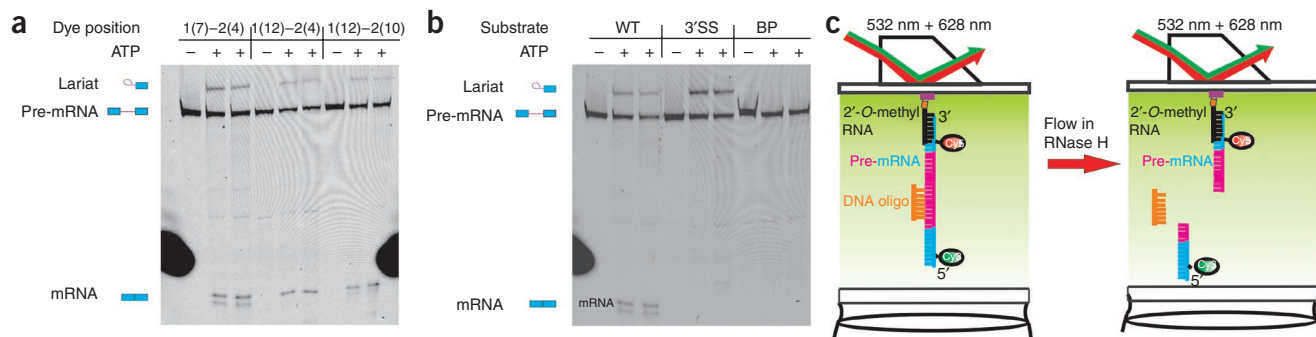 a
Dye position 1(7)–2(4) 1(12)–2(4) 1(12)–2(10)
ATP – + + – + + – + +
Lariat
Pre-mRNA
mRNA
b
Substrate WT 3′SS BP
ATP – + + – + + – + +
Lariat
Pre-mRNA
mRNA mRNA
c
532 nm + 628 nm
2′-O-methyl 3′
RNA
Cy5
Pre-mRNA
DNA oligo
Cy3
5′
Flow in
RNase H
532 nm + 628 nm
2′-O-methyl 3′
RNA
Cy5
Pre-mRNA
Cy3
5′